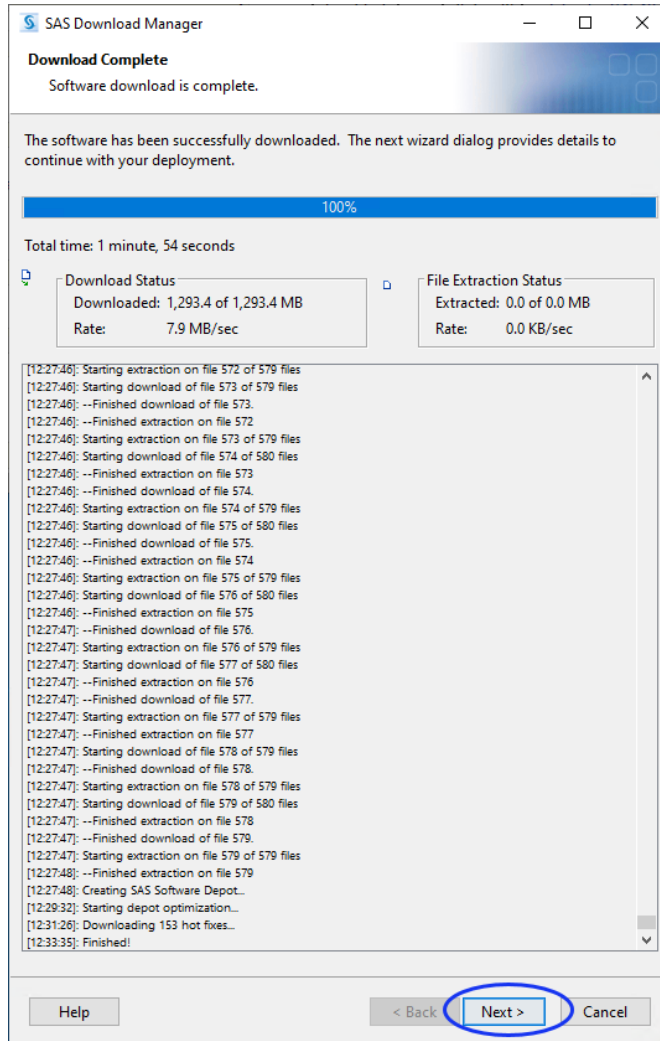 SAS Download Manager
Download Complete
Software download is complete.
The software has been successfully downloaded. The next wizard dialog provides details to
continue with your deployment.
100%
Total time: 1 minute, 54 seconds
Download Status
Downloaded: 1,293.4 of 1,293.4 MB
Rate: 7.9 MB/sec
File Extraction Status
Extracted: 0.0 of 0.0 MB
Rate: 0.0 KB/sec
[12:27:46]: Starting extraction on file 572 of 579 files
[12:27:46]: Starting download of file 573 of 579 files
[12:27:46]: --Finished download of file 573.
[12:27:46]: --Finished extraction on file 572
[12:27:46]: Starting extraction on file 573 of 579 files
[12:27:46]: Starting download of file 574 of 580 files
[12:27:46]: --Finished extraction on file 573
[12:27:46]: --Finished download of file 574.
[12:27:46]: Starting extraction on file 574 of 579 files
[12:27:46]: Starting download of file 575 of 580 files
[12:27:46]: --Finished download of file 575.
[12:27:46]: --Finished extraction on file 574
[12:27:46]: Starting extraction on file 575 of 579 files
[12:27:46]: Starting download of file 576 of 580 files
[12:27:46]: --Finished extraction on file 575
[12:27:47]: --Finished download of file 576.
[12:27:47]: Starting extraction on file 576 of 579 files
[12:27:47]: Starting download of file 577 of 580 files
[12:27:47]: --Finished extraction on file 576
[12:27:47]: --Finished download of file 577.
[12:27:47]: Starting extraction on file 577 of 579 files
[12:27:47]: --Finished extraction on file 577
[12:27:47]: Starting download of file 578 of 579 files
[12:27:47]: --Finished download of file 578.
[12:27:47]: Starting extraction on file 578 of 579 files
[12:27:47]: Starting download of file 579 of 580 files
[12:27:47]: --Finished extraction on file 578
[12:27:47]: --Finished download of file 579.
[12:27:47]: Starting extraction on file 579 of 579 files
[12:27:48]: --Finished extraction on file 579
[12:27:48]: Creating SAS Software Depot...
[12:29:32]: Starting depot optimization...
[12:31:26]: Downloading 153 hot fixes...
[12:33:35]: Finished!
Help
< Back
Next >
Cancel